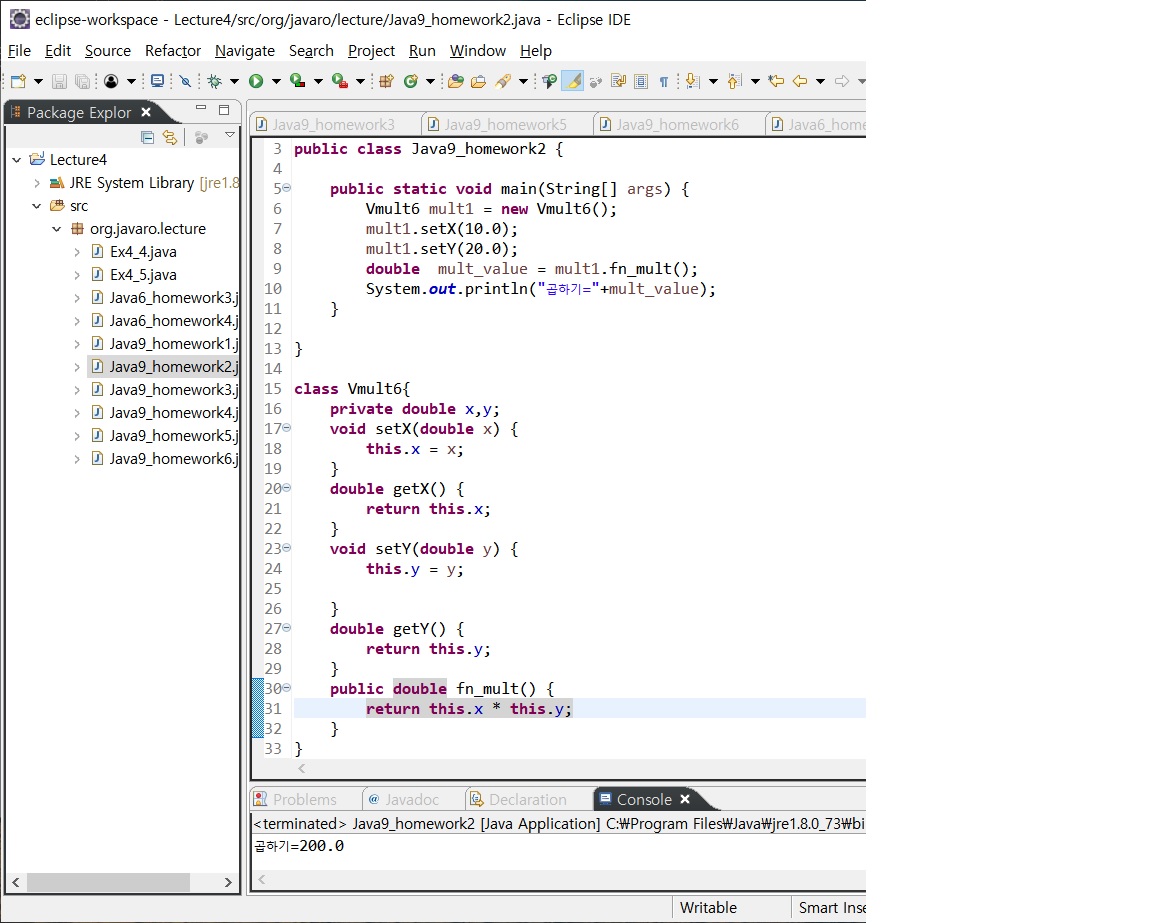 eclipse-workspace - Lecture4/src/org/javaro/lecture/Java9_homework2.java - Eclipse IDE
File Edit Source Refactor Navigate Search Project Run Window Help
Package Explor
Lecture4
JRE System Library [jre1.8
src
org.javaro.lecture
Ex4_4.java
Ex4_5.java
Java6_homework3.j
Java6_homework4.j
Java9_homework1.j
Java9_homework2.j
Java9_homework3.j
Java9_homework4.j
Java9_homework5.j
Java9_homework6.j
Java9_homework3 Java9_homework5 Java9_homework6 Java6_home
3 public class Java9_homework2 {
4
5 public static void main(String[] args) {
6 Vmult6 mult1 = new Vmult6();
7 mult1.setX(10.0);
8 mult1.setY(20.0);
9 double  mult_value = mult1.fn_mult();
10 System.out.println("곱하기="+mult_value);
11 }
12
13 }
14
15 class Vmult6{
16 private double x,y;
17 void setX(double x) {
18 this.x = x;
19 }
20 double getX() {
21 return this.x;
22 }
23 void setY(double y) {
24 this.y = y;
25
26 }
27 double getY() {
28 return this.y;
29 }
30 public double fn_mult() {
31 return this.x * this.y;
32 }
33 }
Problems Javadoc Declaration Console
<terminated> Java9_homework2 [Java Application] C:₩Program Files₩Java₩jre1.8.0_73₩bi
곱하기=200.0
Writable Smart Inse